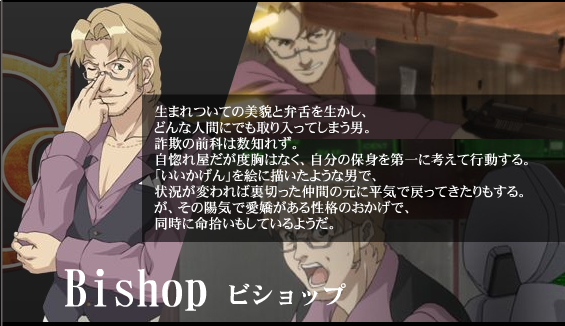 生まれついての美貌と弁舌を生かし、
どんな人間にでも取り入ってしまう男。
詐欺の前科は数知れず。
自惚れ屋だが度胸はなく、自分の保身を第一に考えて行動する。
「いいかげん」を絵に描いたような男で、
状況が変われば裏切った仲間の元に平気で戻ってきたりもする。
が、その陽気で愛嬌がある性格のおかげで、
同時に命拾いもしているようだ。
Bishop ビショップ